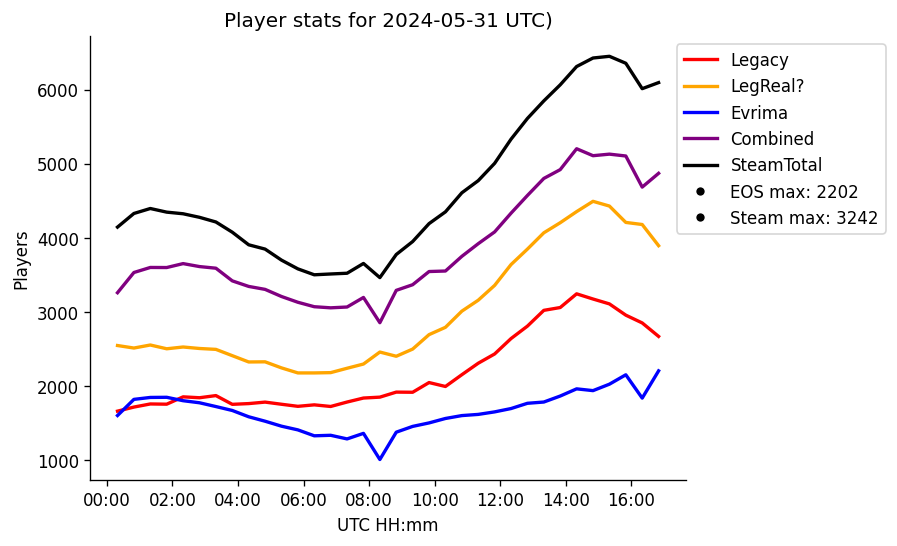 Player stats for 2024-05-31 UTC)
Legacy
LegReal?
Evrima
Combined
SteamTotal
EOS max: 2202
Steam max: 3242
Players
6000
5000
4000
3000
2000
1000
00:00 02:00 04:00 06:00 08:00 10:00 12:00 14:00 16:00
UTC HH:mm